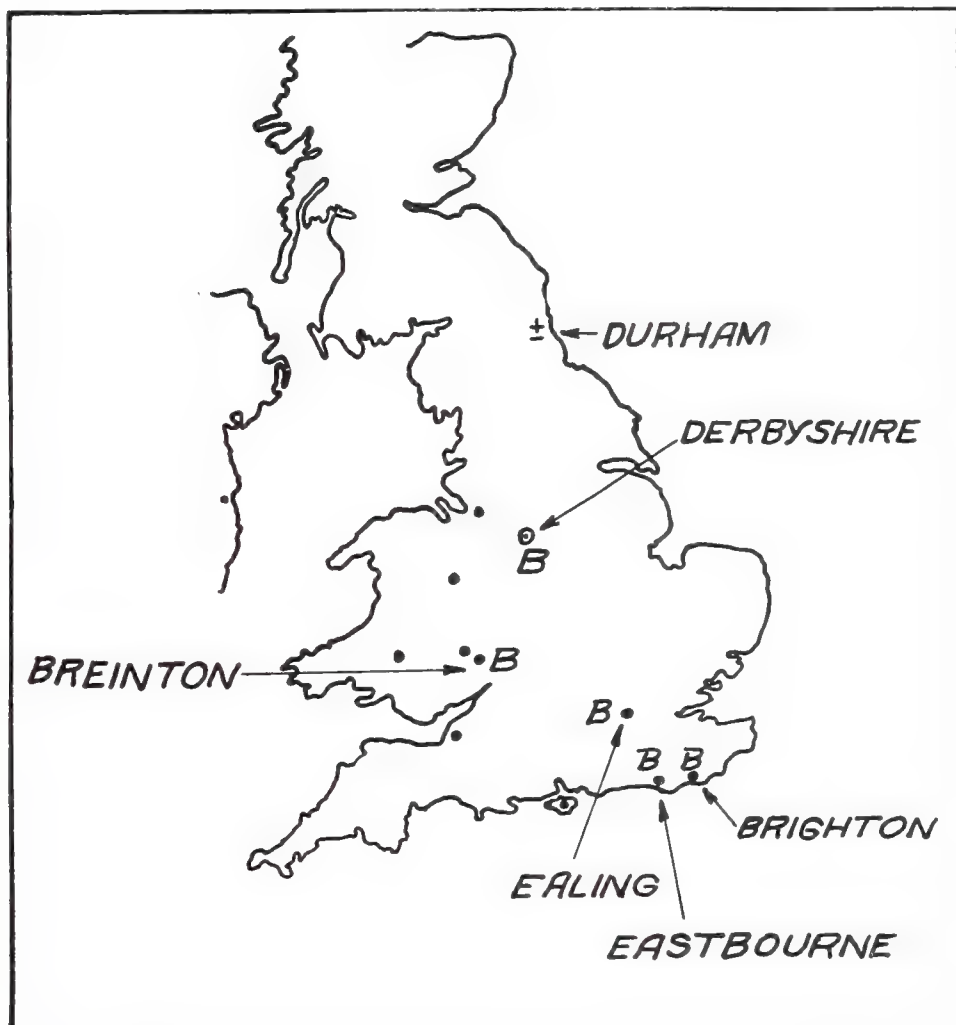 ± DURHAM
DERBYSHIRE
B
BREINTON
B
B
B B
BRIGHTON
EALING
EASTBOURNE